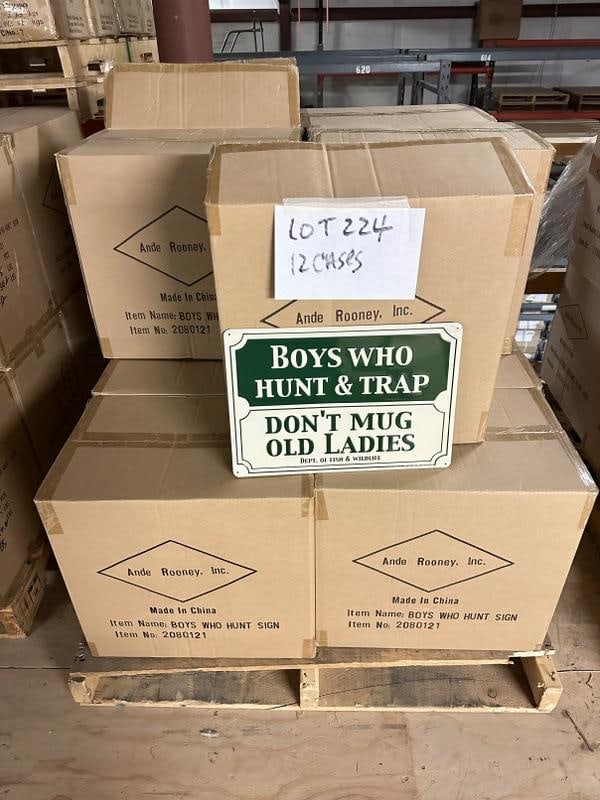 620
614
LOT 224
12 CASES
Ande Rooney,
Made In China
Item Name: BOYS WH
Item No: 2080121
Ande Rooney, Inc.
BOYS WHO
HUNT & TRAP
DON'T MUG
OLD LADIES
DEPT. OF FISH & WILDLIFE
Ande Rooney, Inc.
Made In China
Item Name: BOYS WHO HUNT SIGN
Item No: 2080121
Ande Rooney, Inc.
Made In China
Item Name: BOYS WHO HUNT SIGN
Item No: 2080121